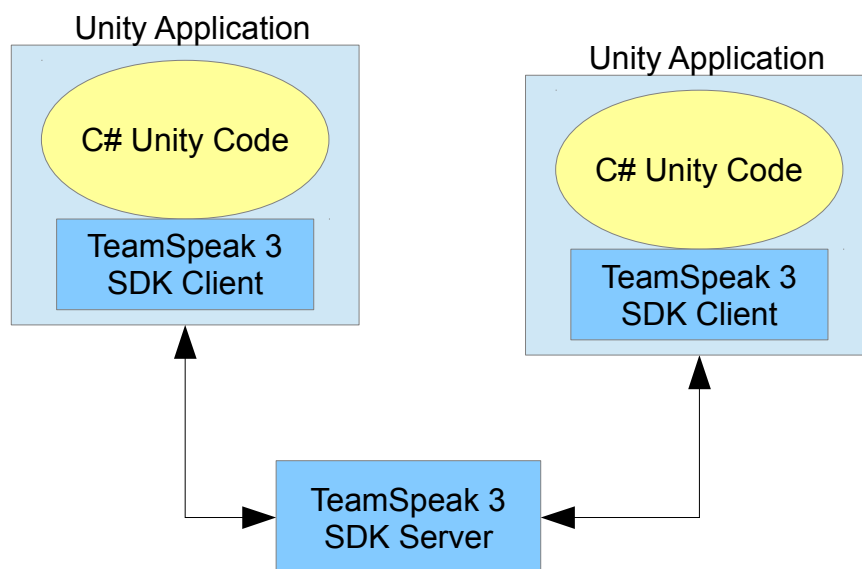 Unity Application
C# Unity Code
TeamSpeak 3
SDK Client
Unity Application
C# Unity Code
TeamSpeak 3
SDK Client
TeamSpeak 3
SDK Server